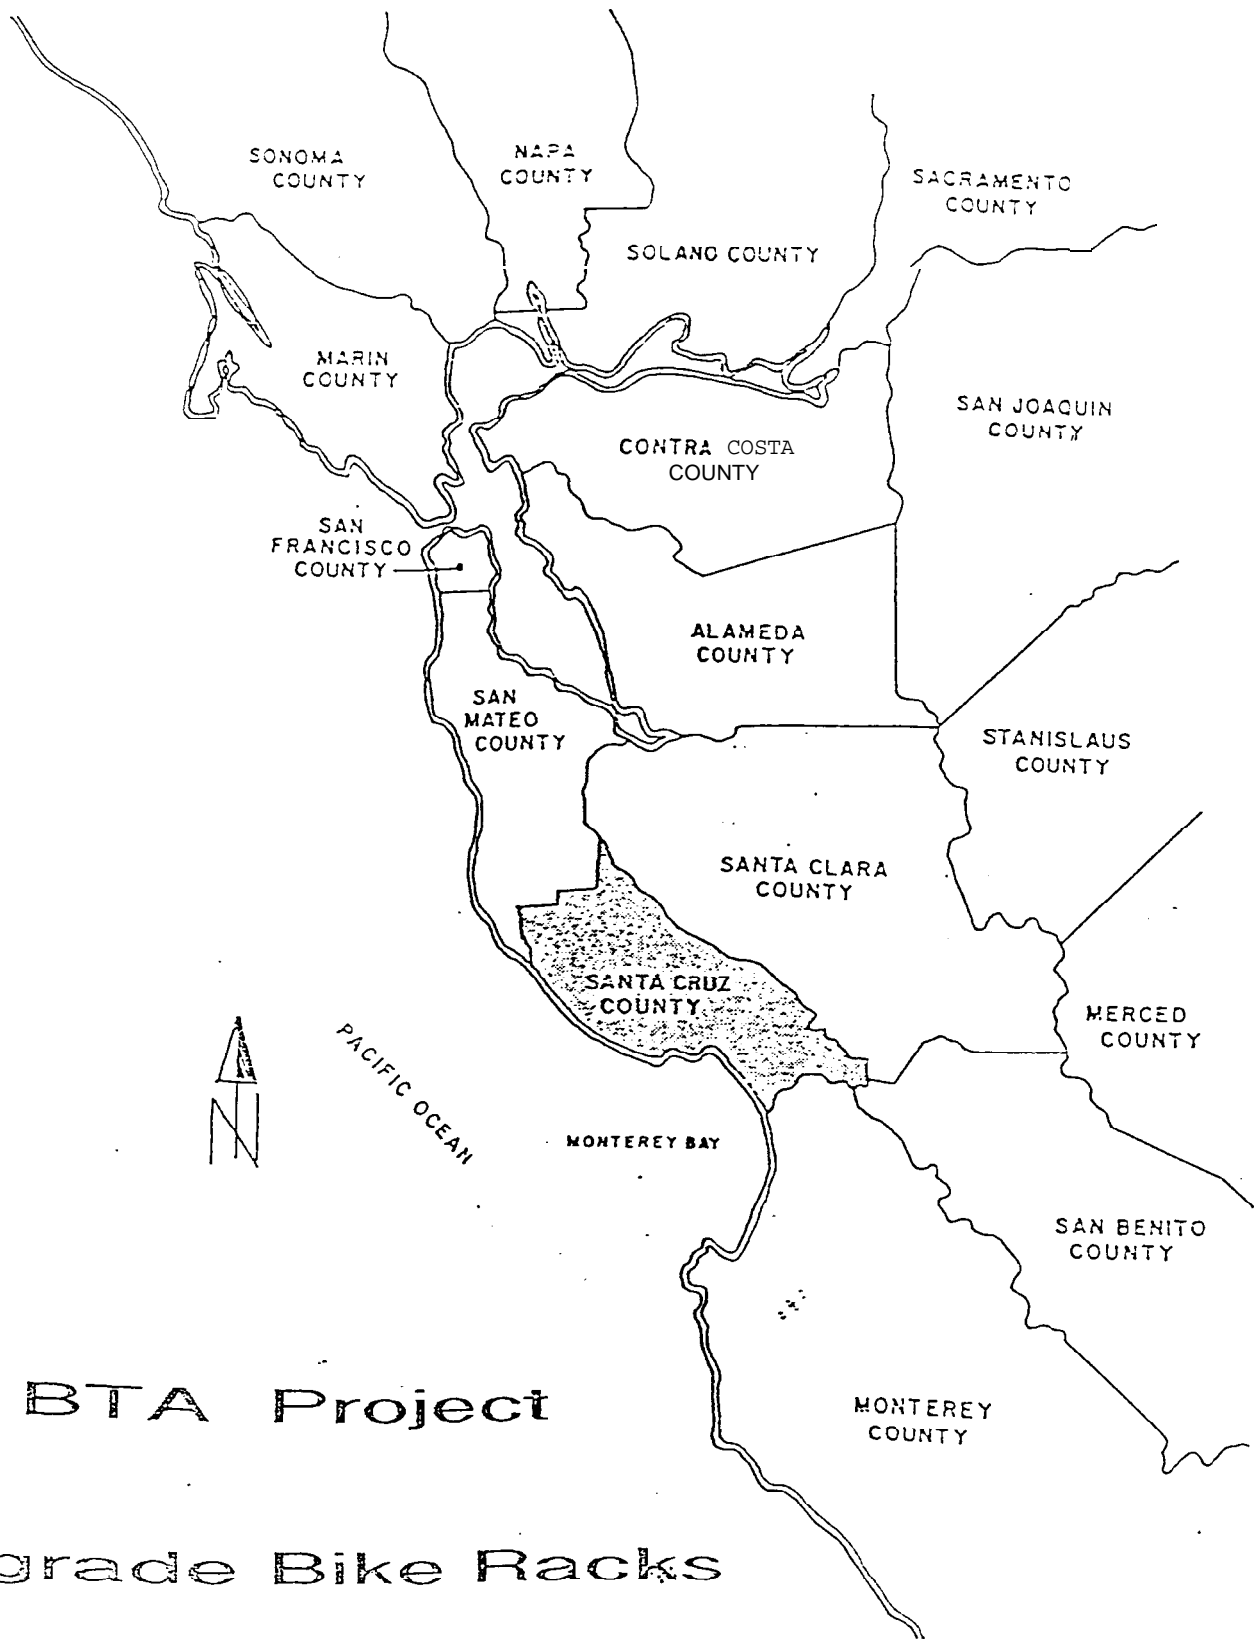 SONOMA
COUNTY
NAPA
COUNTY
SACRAMENTO
COUNTY
SOLANO COUNTY
MARIN
COUNTY
SAN JOAQUIN
COUNTY
CONTRA COSTA
COUNTY
SAN
FRANCISCO
COUNTY
ALAMEDA
COUNTY
SAN
MATEO
COUNTY
STANISLAUS
COUNTY
SANTA CLARA
COUNTY
SANTA CRUZ
COUNTY
MERCED
COUNTY
N
PACIFIC OCEAN
MONTEREY BAY
SAN BENITO
COUNTY
MONTEREY
COUNTY
BTA Project
grade Bike Racks